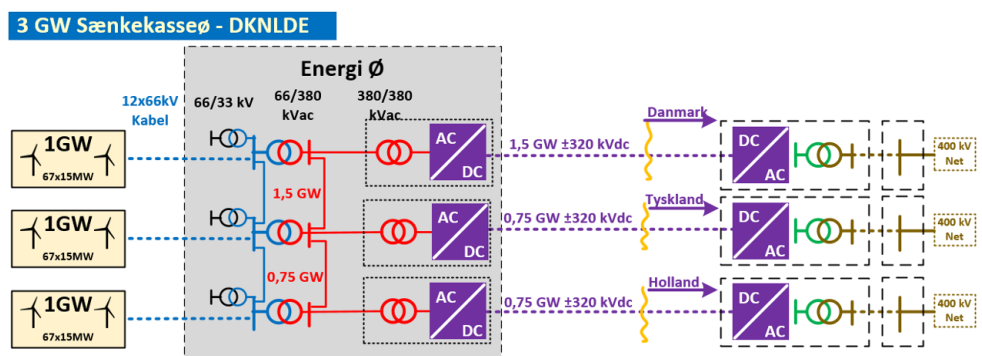 3 GW Sænkekasseø - DKNLDE
Energi Ø
12x66kV
Kabel
66/33 kV
66/380
kVac
380/380
kVac
1GW
67x15MW
1,5 GW
AC
DC
1,5 GW ±320 kVdc
Danmark
DC
AC
400 kV
Net
1GW
67x15MW
0,75 GW
AC
DC
0,75 GW ±320 kVdc
Tyskland
DC
AC
400 kV
Net
1GW
67x15MW
AC
DC
0,75 GW ±320 kVdc
Holland
DC
AC
400 kV
Net